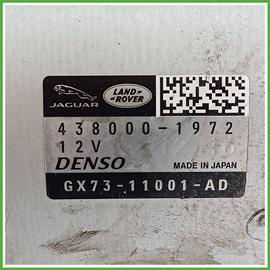 JAGUAR
LAND ROVER
438000-1972
12V
DENSO
MADE IN JAPAN
GX73-11001-AD